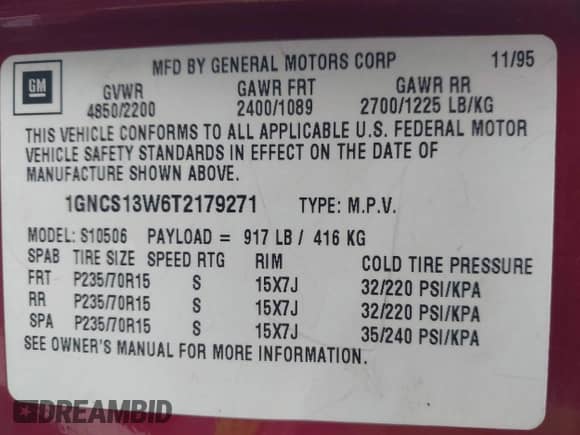 MFD BY GENERAL MOTORS CORP 11/95
GM
GVWR GAWR FRT GAWR RR
4850/2200 2400/1089 2700/1225 LB/KG
THIS VEHICLE CONFORMS TO ALL APPLICABLE U.S. FEDERAL MOTOR
VEHICLE SAFETY STANDARDS IN EFFECT ON THE DATE OF
MANUFACTURE SHOWN ABOVE.
1GNCS13W6T2179271 TYPE: M.P.V.
MODEL: S10506 PAYLOAD = 917 LB / 416 KG
SPAB TIRE SIZE SPEED RTG RIM COLD TIRE PRESSURE
FRT P235/70R15 S 15X7J 32/220 PSI/KPA
RR P235/70R15 S 15X7J 32/220 PSI/KPA
SPA P235/70R15 S 15X7J 35/240 PSI/KPA
SEE OWNER'S MANUAL FOR MORE INFORMATION.
DREAMBID